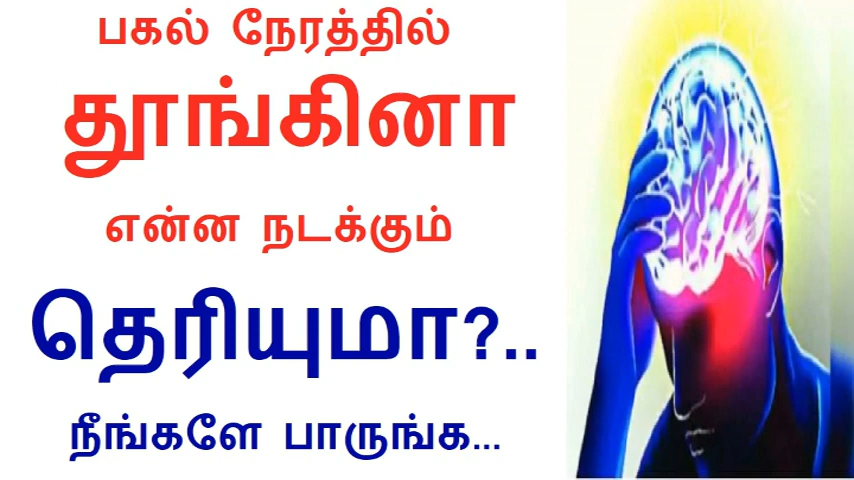 பகல் நேரத்தில்
தூங்கினா
என்ன நடக்கும்
தெரியுமா?..
நீங்களே பாருங்க...